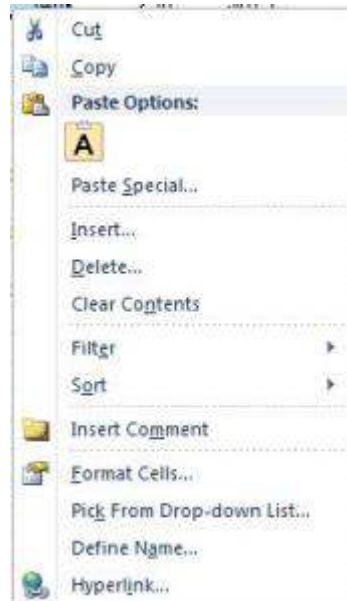 Cut
Copy
Paste Options:
A
Paste Special...
Insert...
Delete...
Clear Contents
Filter
Sort
Insert Comment
Format Cells...
Pick From Drop-down List...
Define Name...
Hyperlink...